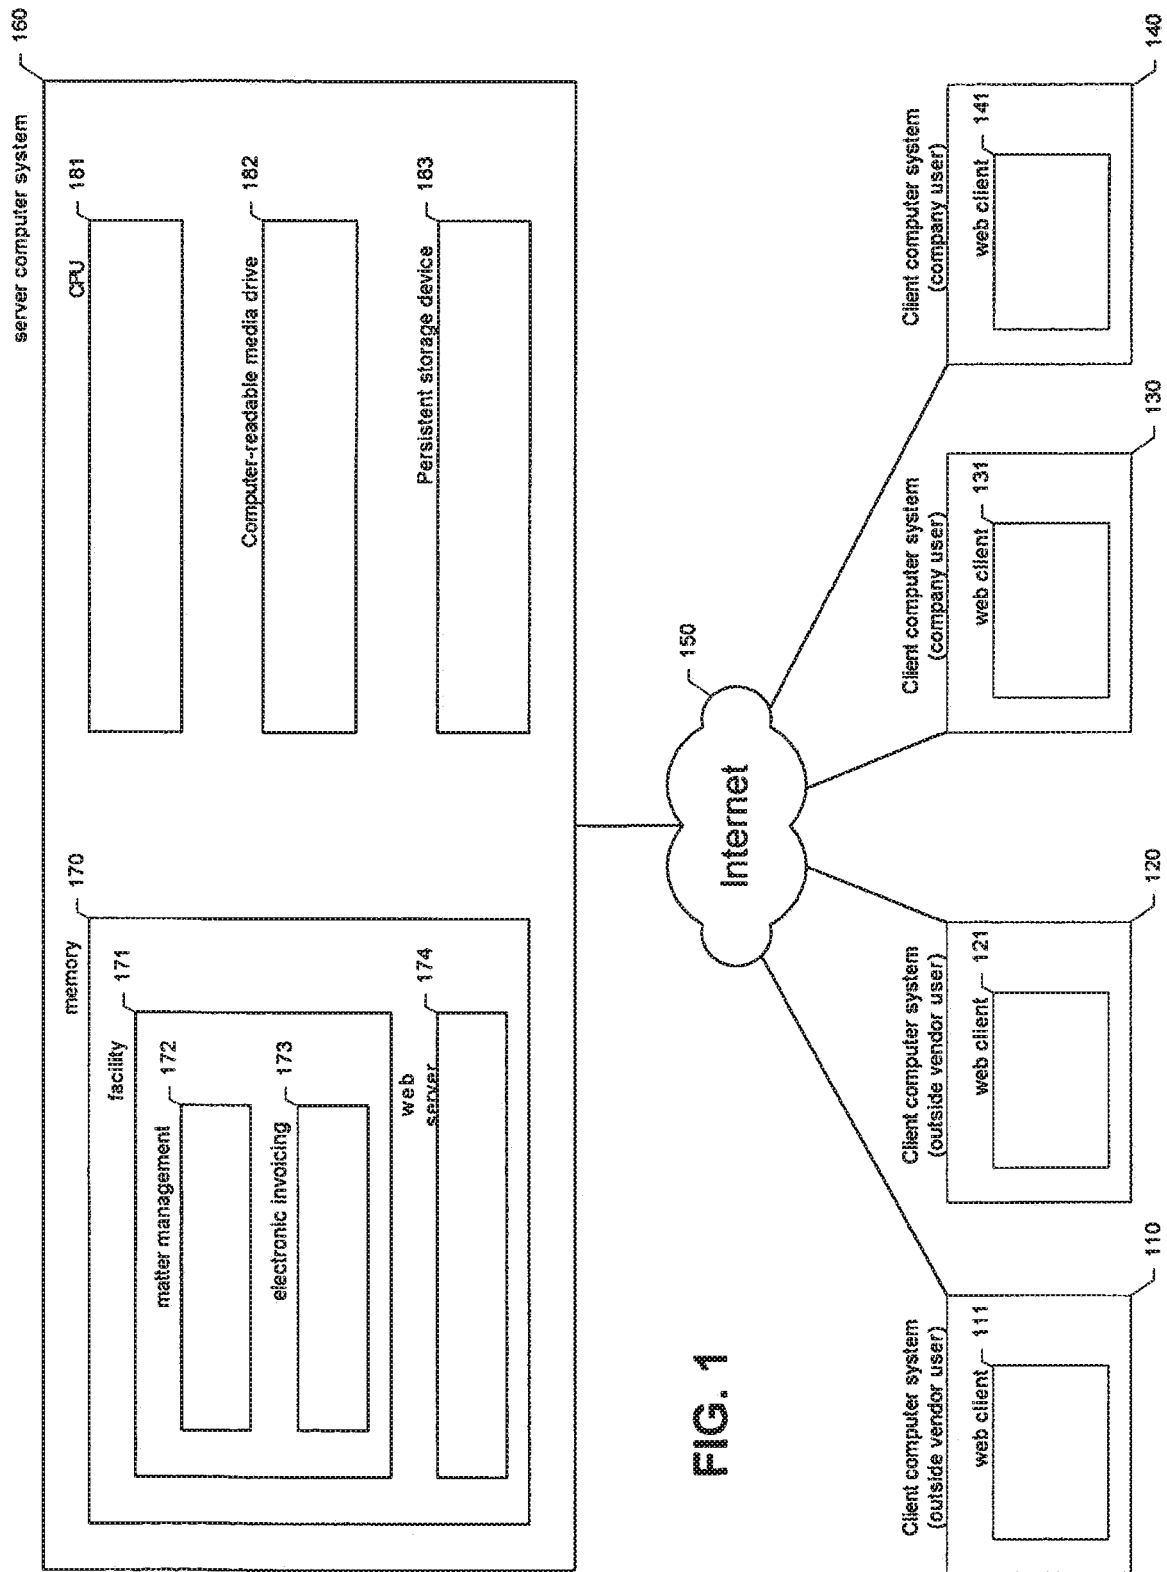 server computer system
160
memory
170
facility
171
matter management
172
electronic invoicing
173
web
server
174
CPU
181
Computer-readable media drive
182
Persistent storage device
183
Internet
150
FIG. 1
Client computer system
(outside vendor user)
web client
111
110
Client computer system
(outside vendor user)
web client
121
120
Client computer system
(company user)
web client
131
130
Client computer system
(company user)
web client
141
140